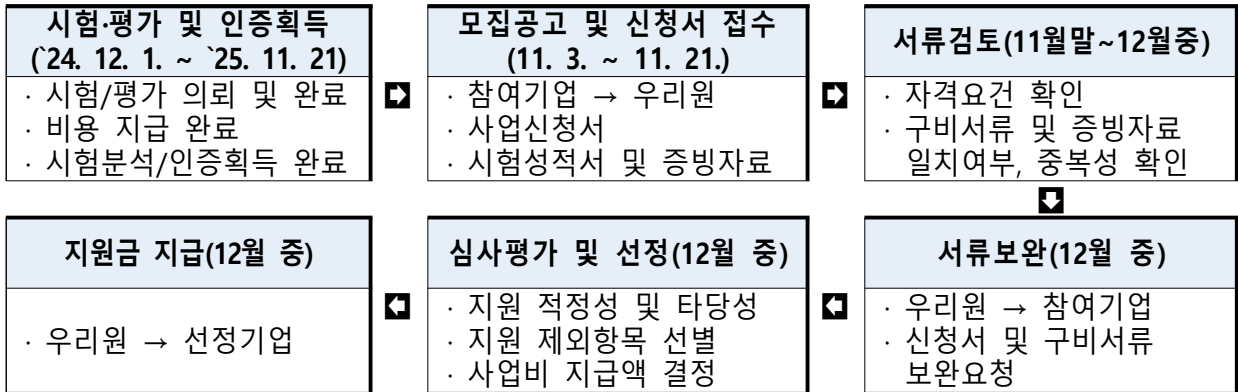 시험·평가 및 인증획득
(`24. 12. 1. ~ `25. 11. 21)
· 시험/평가 의뢰 및 완료
· 비용 지급 완료
· 시험분석/인증획득 완료
모집공고 및 신청서 접수
(11. 3. ~ 11. 21.)
· 참여기업 → 우리원
· 사업신청서
· 시험성적서 및 증빙자료
서류검토(11월말~12월중)
· 자격요건 확인
· 구비서류 및 증빙자료
일치여부, 중복성 확인
서류보완(12월 중)
· 우리원 → 참여기업
· 신청서 및 구비서류
보완요청
심사평가 및 선정(12월 중)
· 지원 적정성 및 타당성
· 지원 제외항목 선별
· 사업비 지급액 결정
지원금 지급(12월 중)
· 우리원 → 선정기업